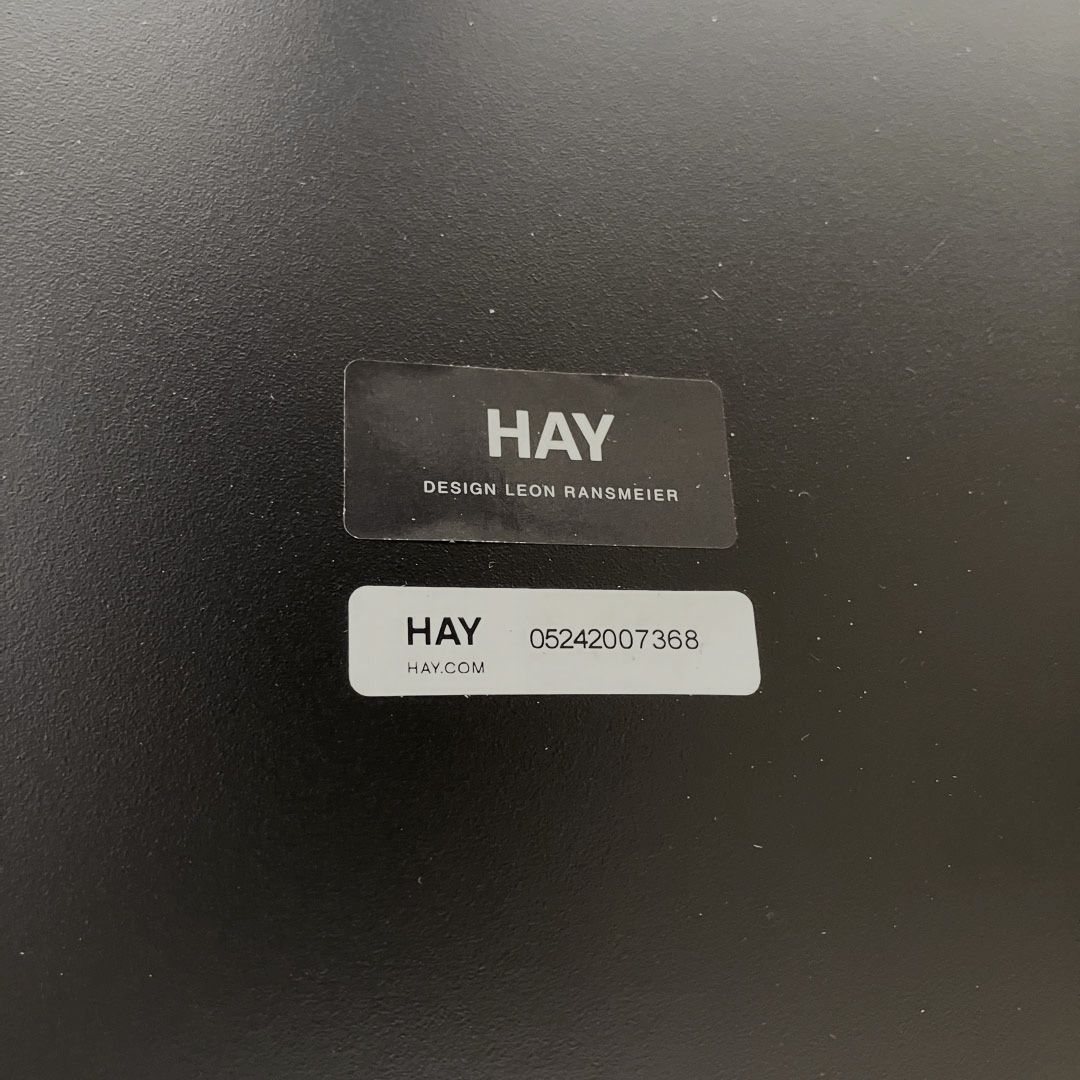 HAY
DESIGN LEON RANSMEIER
HAY 05242007368
HAY.COM